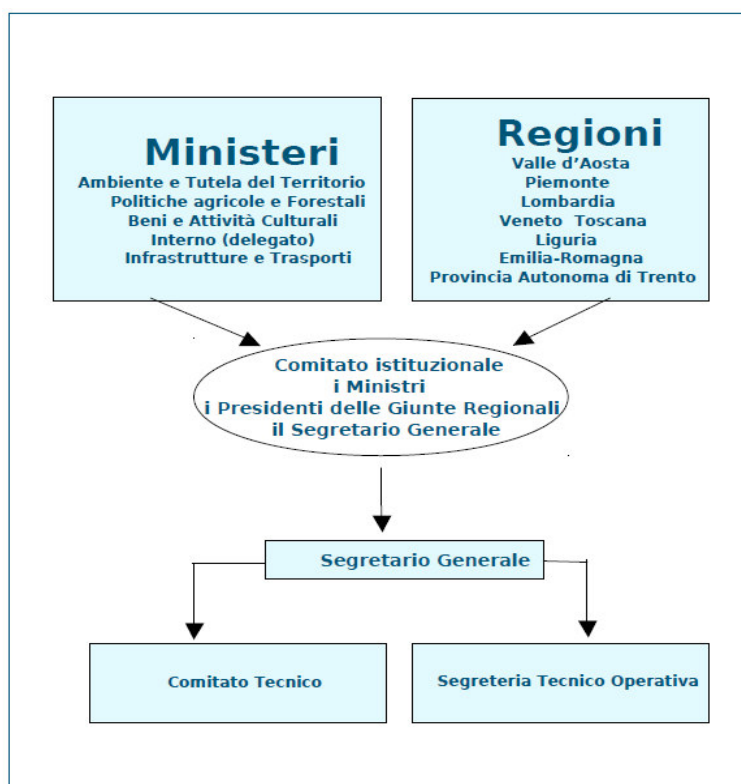 Ministeri
Ambiente e Tutela del Territorio
Politiche agricole e Forestali
Beni e Attività Culturali
Interno (delegato)
Infrastrutture e Trasporti
Regioni
Valle d’Aosta
Piemonte
Lombardia
Veneto  Toscana
Liguria
Emilia-Romagna
Provincia Autonoma di Trento
Comitato istituzionale
i Ministri
i Presidenti delle Giunte Regionali
il Segretario Generale
Segretario Generale
Comitato Tecnico
Segreteria Tecnico Operativa